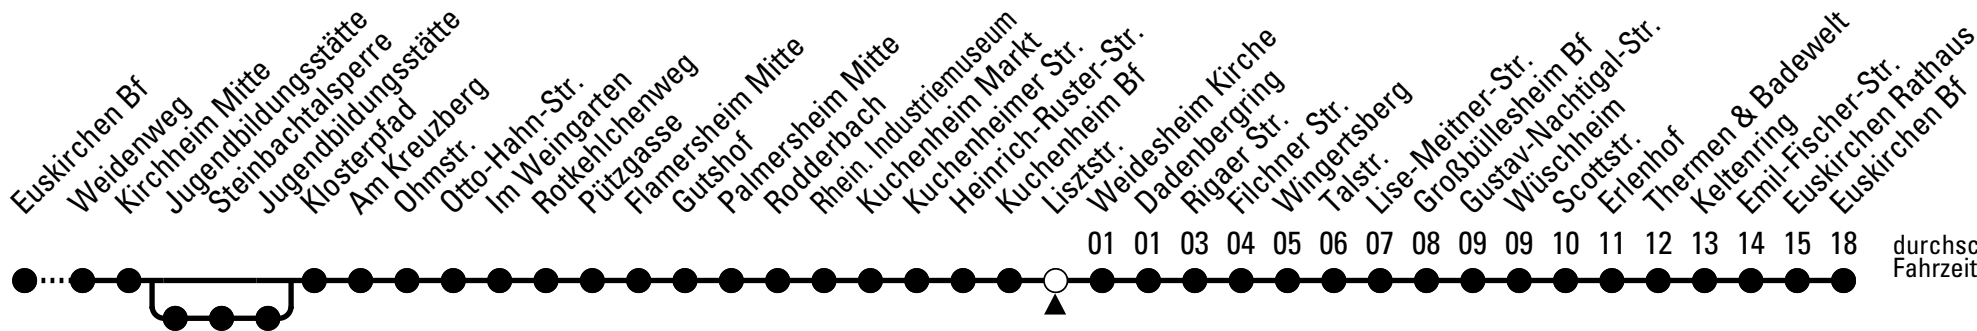 Euskirchen Bf
Weidenweg
Kirchheim Mitte
Jugendbildungsstätte
Steinbachtalsperre
Jugendbildungsstätte
Klosterpfad
Am Kreuzberg
Ohmstr.
Otto-Hahn-Str.
Im Weingarten
Rotkehlchenweg
Pützgasse
Flamersheim Mitte
Gutshof
Palmersheim Mitte
Rodderbach
Rhein. Industriemuseum
Kuchenheim Markt
Kuchenheimer Str.
Heinrich-Ruster-Str.
Kuchenheim Bf
Lisztstr.
Weidesheim Kirche
Dadenbergring
Rigaer Str.
Filchner Str.
Wingertsberg
Talstr.
Lise-Meitner-Str.
Großbüllesheim Bf
Gustav-Nachtigal-Str.
Wüschheim
Scottstr.
Erlenhof
Thermen & Badewelt
Keltenring
Emil-Fischer-Str.
Euskirchen Rathaus
Euskirchen Bf
01 01 03 04 05 06 07 08 09 09 10 11 12 13 14 15 18
durchsc
Fahrzeit